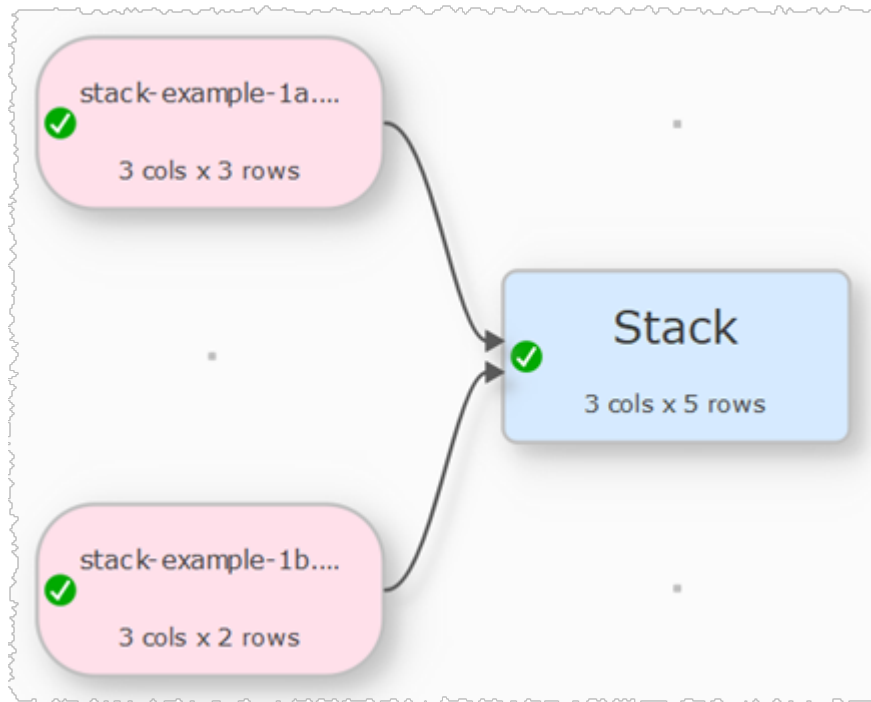 stack-example-1a....
3 cols x 3 rows
Stack
3 cols x 5 rows
stack-example-1b....
3 cols x 2 rows